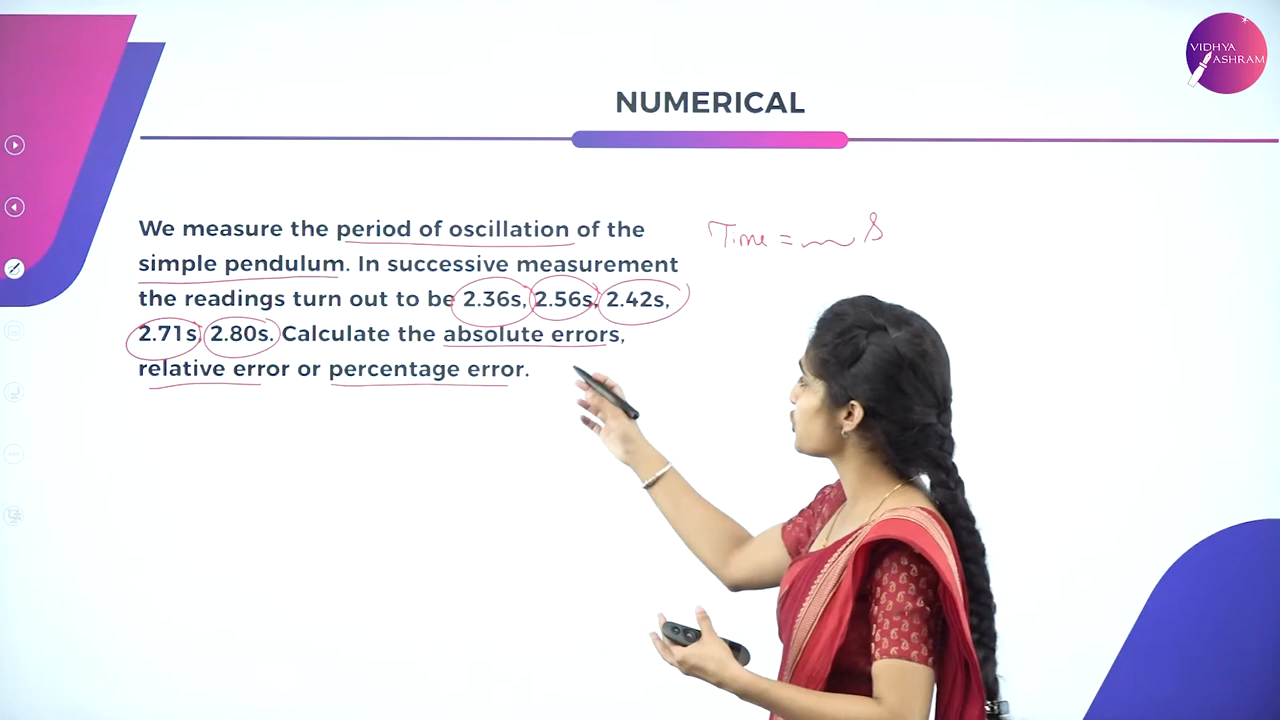 VIDHYA
ASHRAM
NUMERICAL
We measure the period of oscillation of the
simple pendulum. In successive measurement
the readings turn out to be 2.36s, 2.56s, 2.42s,
2.71s, 2.80s. Calculate the absolute errors,
relative error or percentage error.
Time = S